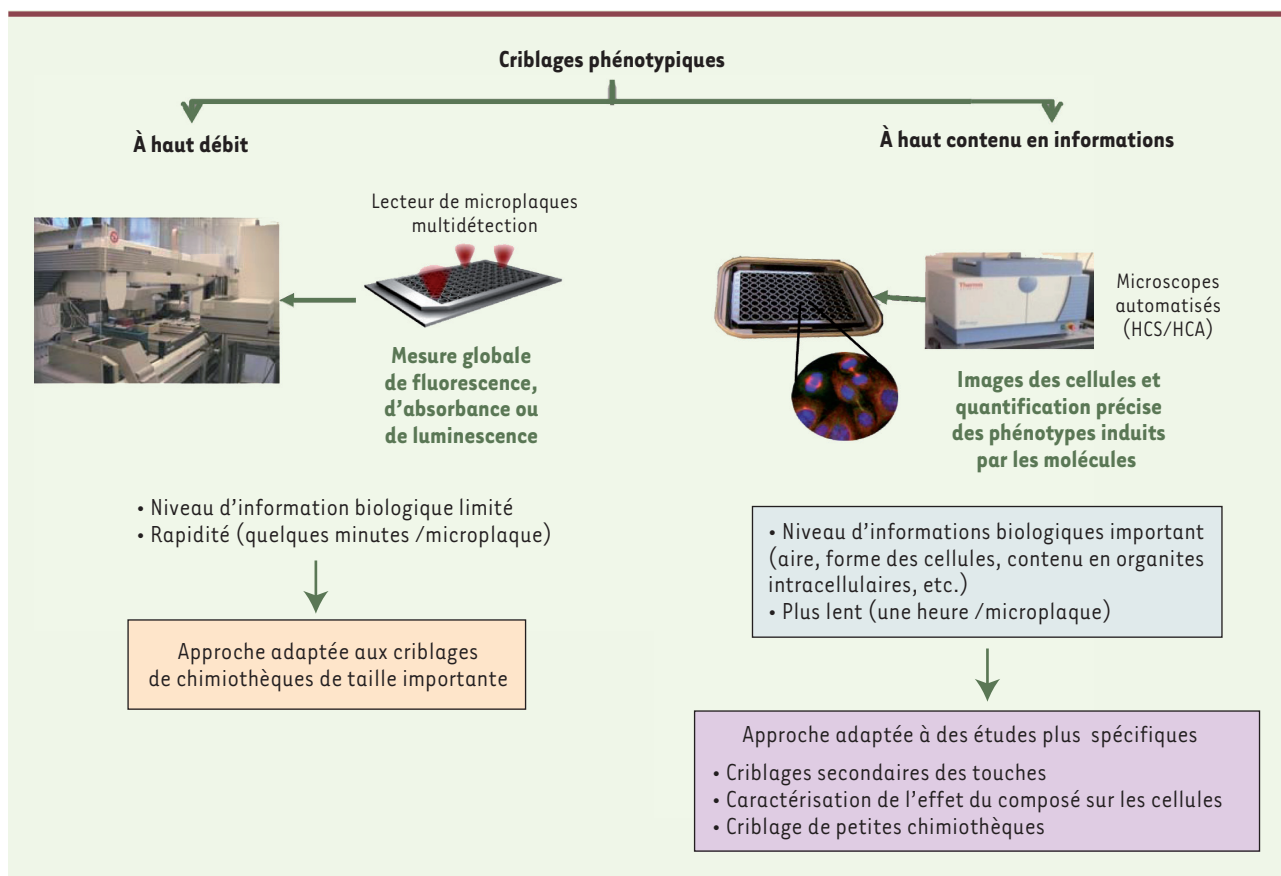 Criblages phénotypiques
À haut débit
Lecteur de microplaques
multidétection
Mesure globale
de fluorescence,
d’absorbance ou
de luminescence
• Niveau d’information biologique limité
• Rapidité (quelques minutes /microplaque)
Approche adaptée aux criblages
de chimiothèques de taille importante
À haut contenu en informations
Thermo
Microscopes
automatisés
(HCS/HCA)
Images des cellules et
quantification précise
des phénotypes induits
par les molécules
• Niveau d’informations biologiques important
(aire, forme des cellules, contenu en organites
intracellulaires, etc.)
• Plus lent (une heure /microplaque)
Approche adaptée à des études plus spécifiques
• Criblages secondaires des touches
• Caractérisation de l’effet du composé sur les cellules
• Criblage de petites chimiothèques